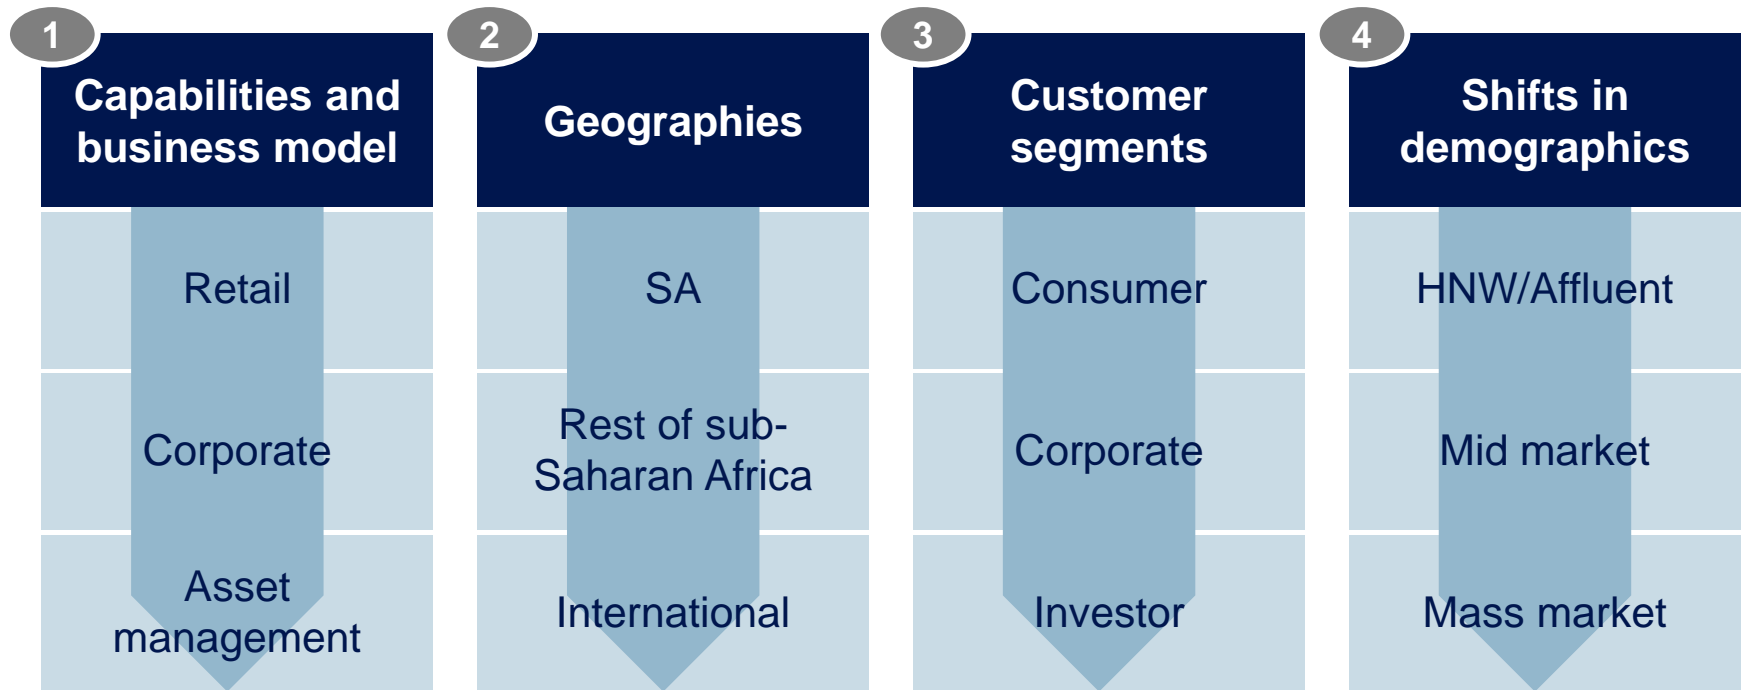 1
Capabilities and
business model
Retail
Corporate
Asset
management
2
Geographies
SA
Rest of sub-
Saharan Africa
International
3
Customer
segments
Consumer
Corporate
Investor
4
Shifts in
demographics
HNW/Affluent
Mid market
Mass market